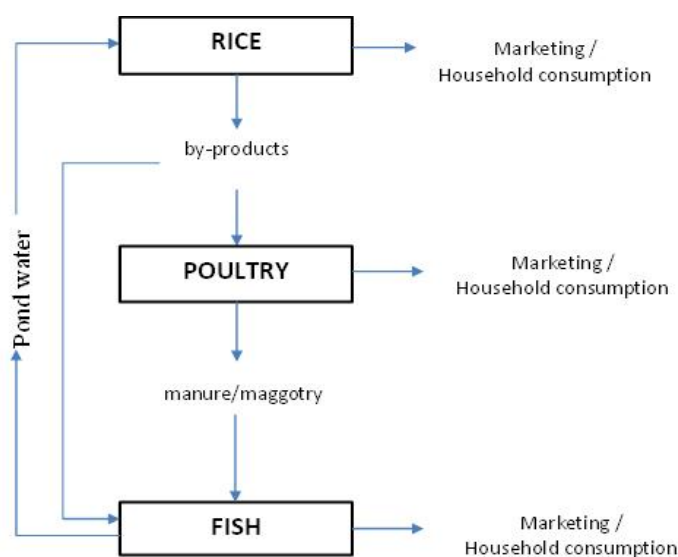 RICE
Marketing /
Household consumption
by-products
Pond water
POULTRY
Marketing /
Household consumption
manure/maggotry
FISH
Marketing /
Household consumption